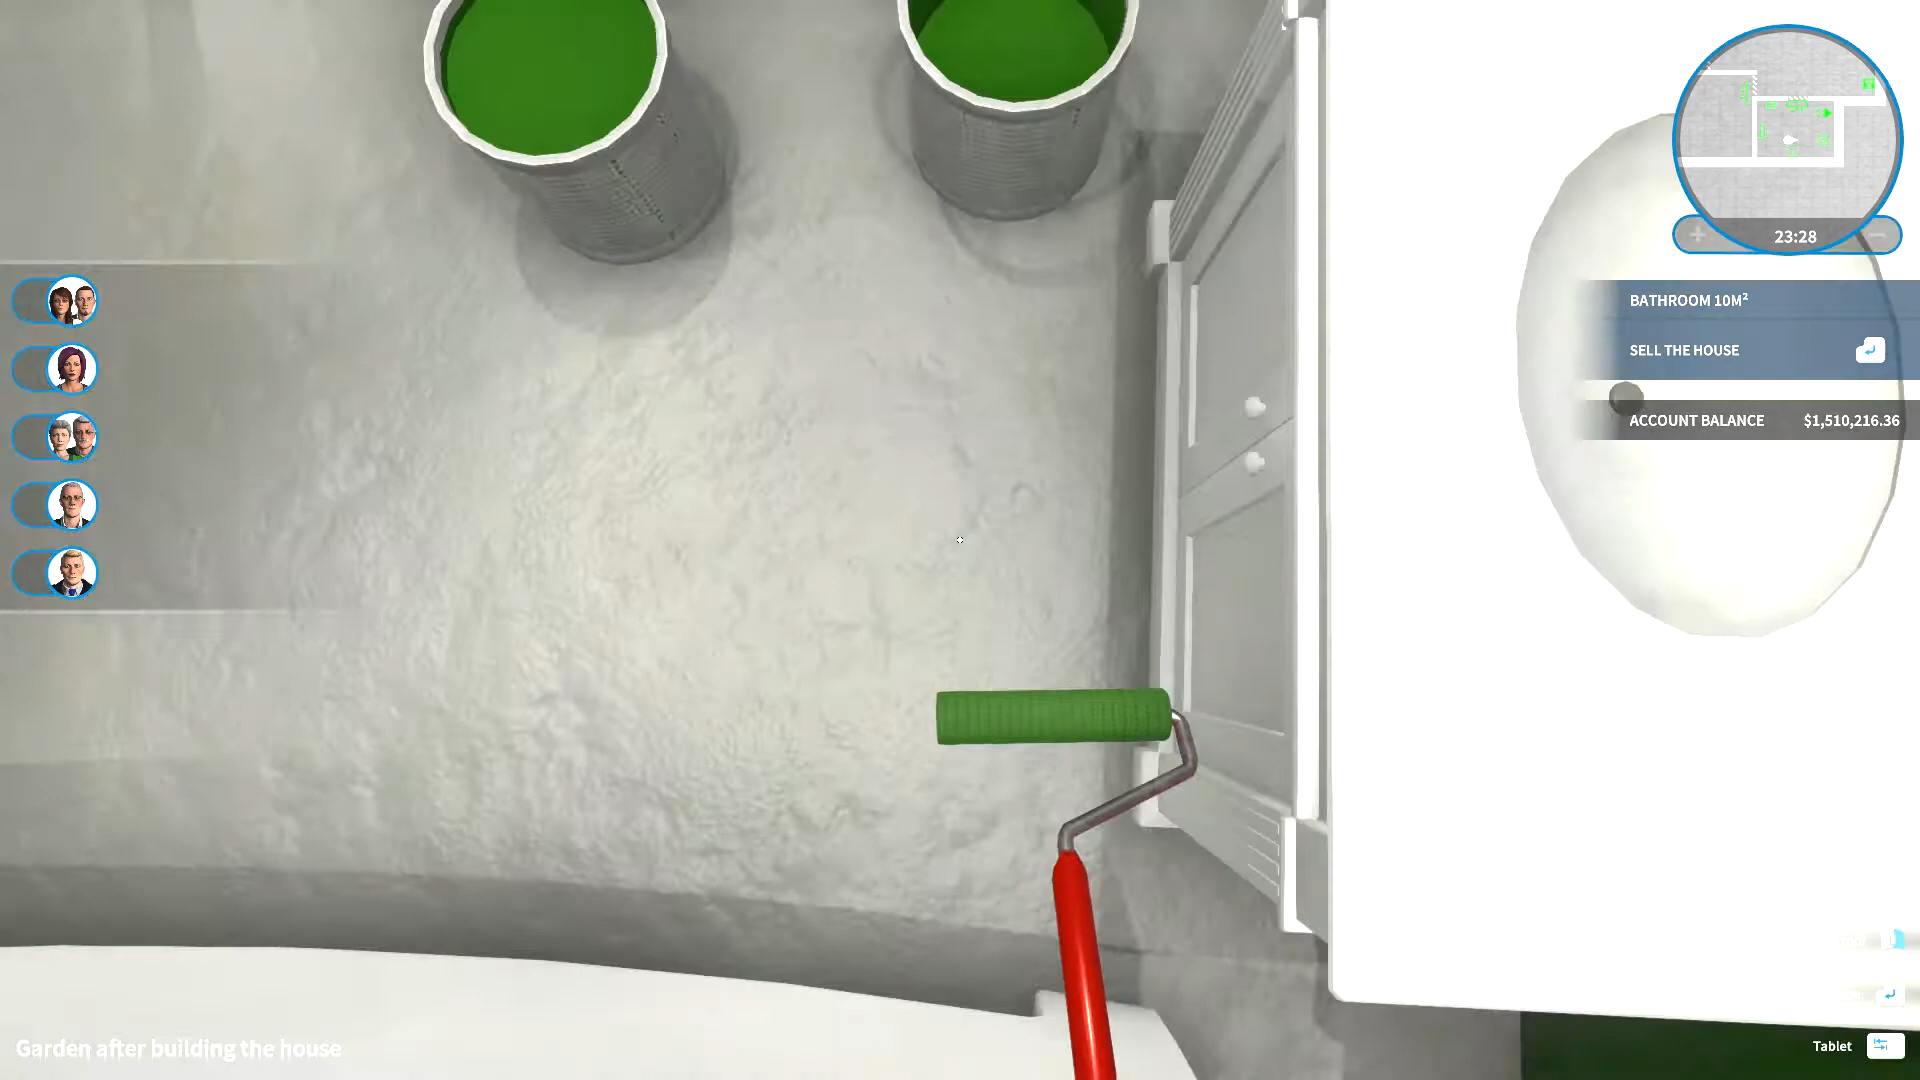 23:28
BATHROOM 10M²
SELL THE HOUSE
ACCOUNT BALANCE $1,510,216.36
Garden after building the house
Tablet